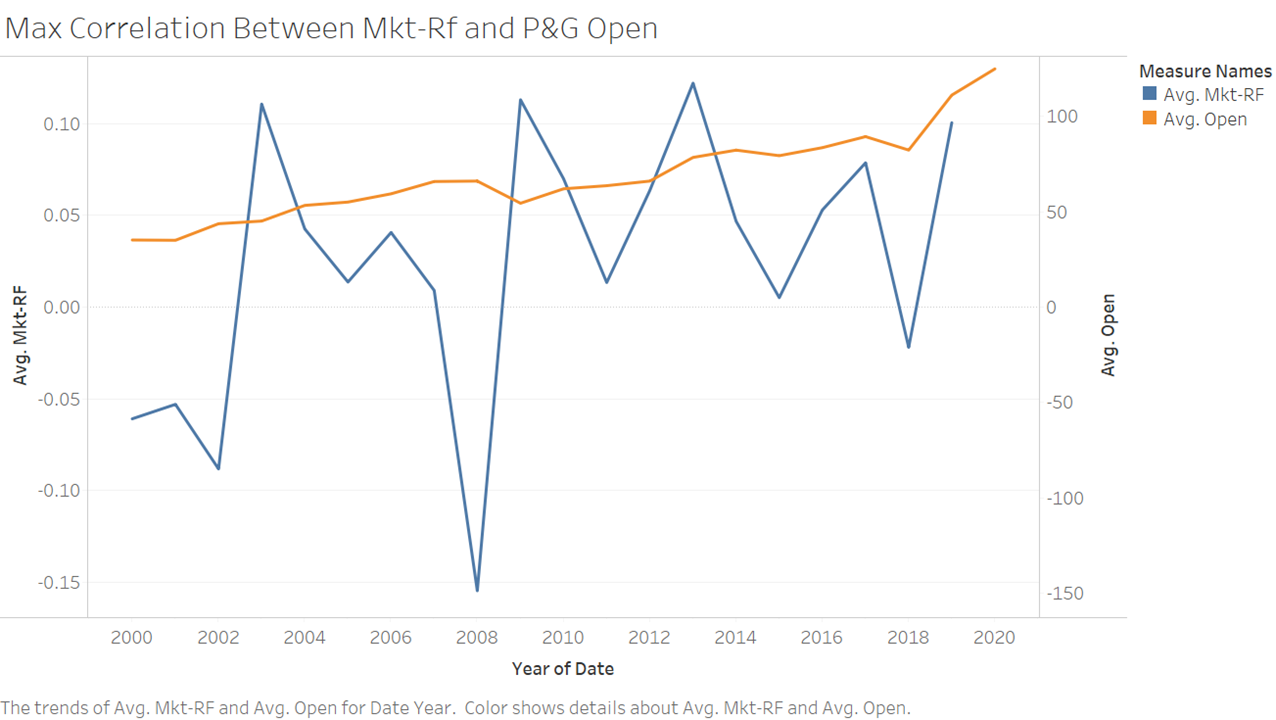 Max Correlation Between Mkt-Rf and P&G Open
Measure Names
Avg. Mkt-RF
Avg. Open
Avg. Mkt-RF
0.10
0.05
0.00
-0.05
-0.10
-0.15
100
50
0
-50
-100
-150
Avg. Open
2000 2002 2004 2006 2008 2010 2012 2014 2016 2018 2020
Year of Date
The trends of Avg. Mkt-RF and Avg. Open for Date Year. Color shows details about Avg. Mkt-RF and Avg. Open.